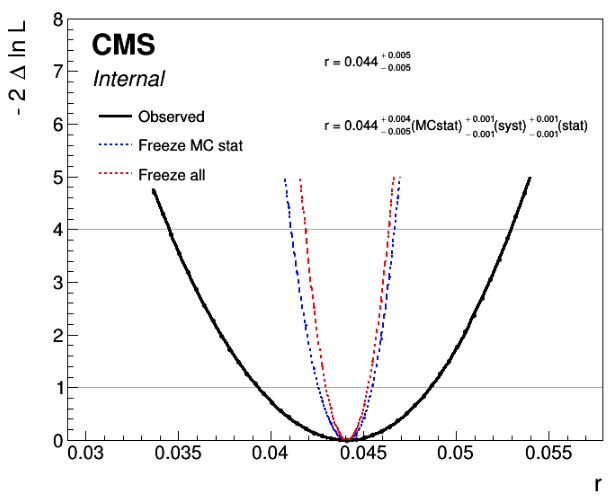 - 2 Δ ln L
8
7
6
5
4
3
2
1
0
CMS
Internal
r = 0.044 +0.005 -0.005
r = 0.044 +0.004 -0.005 (MCstat) +0.001 -0.001 (syst) +0.001 -0.001 (stat)
Observed
Freeze MC stat
Freeze all
0.03 0.035 0.04 0.045 0.05 0.055
r